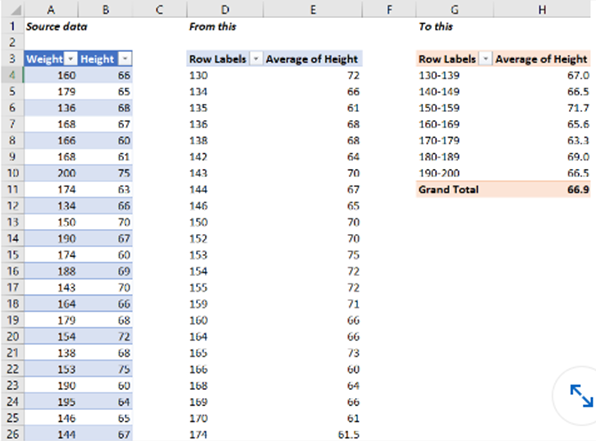 A B C D E F G H
1 Source data From this To this
2
3 Weight Height Row Labels Average of Height Row Labels Average of Height
4 160 66 130 72 130-139 67.0
5 179 65 134 66 140-149 66.5
6 136 68 135 61 150-159 71.7
7 168 67 136 68 160-169 65.6
8 166 60 138 68 170-179 63.3
9 168 61 142 64 180-189 69.0
10 200 75 143 70 190-200 66.5
11 174 63 144 67 Grand Total 66.9
12 134 66 146 65
13 150 70 150 70
14 190 67 152 70
15 174 60 153 75
16 188 69 154 72
17 143 70 155 72
18 164 66 159 71
19 179 68 160 66
20 154 72 164 66
21 138 68 165 73
22 153 75 166 60
23 190 60 168 64
24 195 64 169 66
25 146 65 170 61
26 144 67 174 61.5